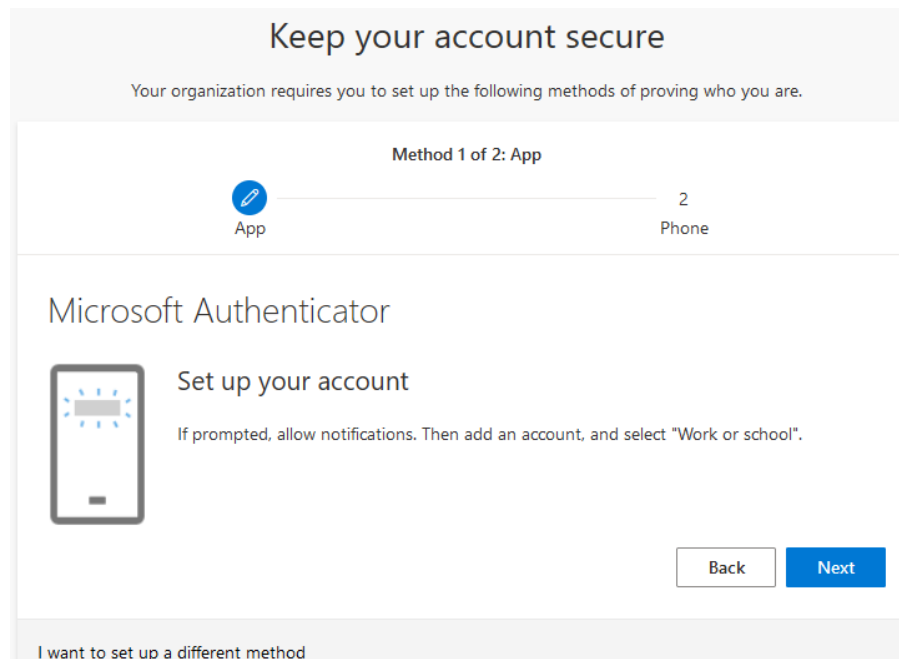 Keep your account secure
Your organization requires you to set up the following methods of proving who you are.
Method 1 of 2: App
2
App
Phone
Microsoft Authenticator
Set up your account
If prompted, allow notifications. Then add an account, and select "Work or school".
Back
Next
I want to set up a different method